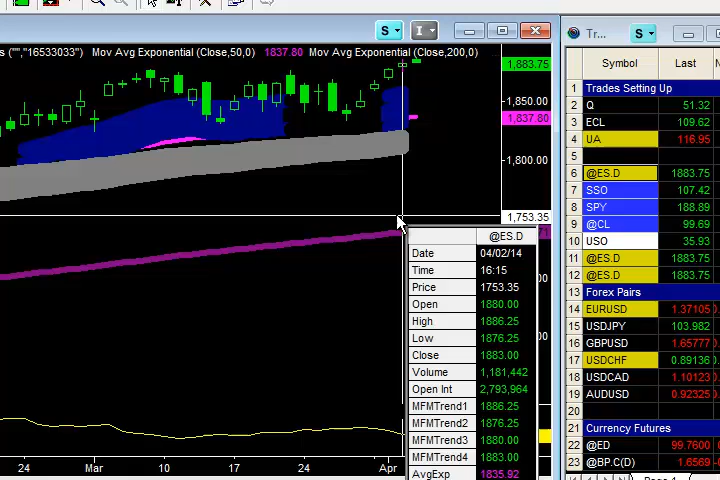 S I
s ("","16533033") Mov Avg Exponential (Close,50,0) 1837.80 Mov Avg Exponential (Close,200,0)
1,883.75
1,850.00
1,837.80
1,800.00
1,753.35
24 Mar 10 17 24 Apr
@ES.D
Date 04/02/14
Time 16:15
Price 1753.35
Open 1880.00
High 1886.25
Low 1876.25
Close 1883.00
Volume 1,181,442
Open Int 2,793,964
MFMTrend1 1886.25
MFMTrend2 1876.25
MFMTrend3 1880.00
MFMTrend4 1883.00
AvgExp 1835.92
Tr... S
Symbol Last
1 Trades Setting Up
2 Q 51.32
3 ECL 109.62
4 UA 116.95
5
6 @ES.D 1883.75
7 SSO 107.42
8 SPY 188.89
9 @CL 99.69
10 USO 35.93
11 @ES.D 1883.75
12 @ES.D 1883.75
13 Forex Pairs
14 EURUSD 1.37105
15 USDJPY 103.982
16 GBPUSD 1.65777
17 USDCHF 0.89136
18 USDCAD 1.10123
19 AUDUSD 0.92325
20
21 Currency Futures
22 @ED 99.7600
23 @BP.C(D) 1.6569
Page 1